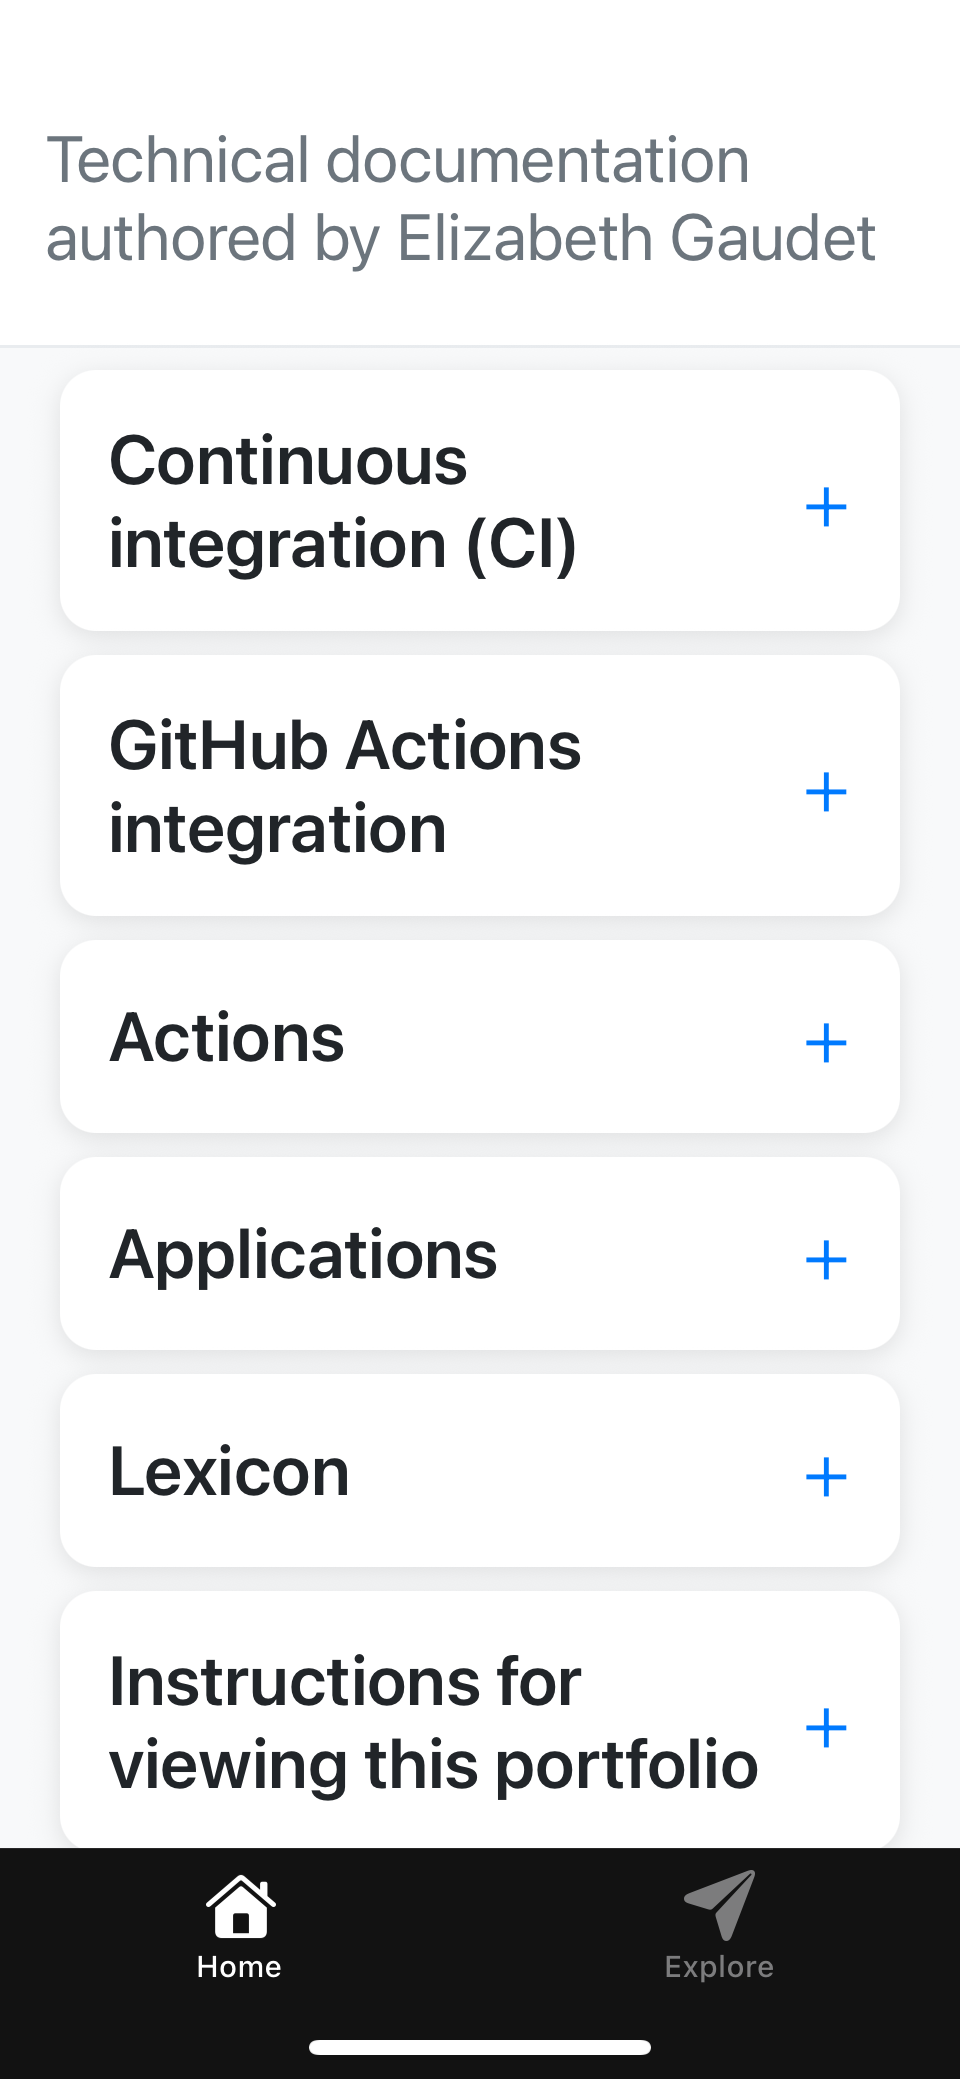 Technical documentation
authored by Elizabeth Gaudet
Continuous
integration (CI)
GitHub Actions
integration
Actions
Applications
Lexicon
Instructions for
viewing this portfolio
Home
Explore